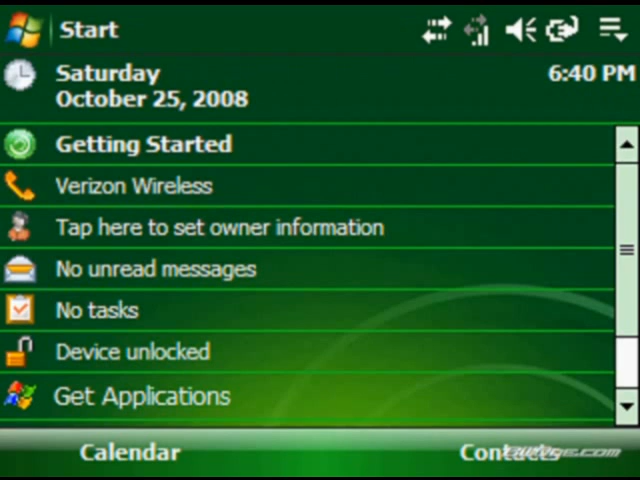 Start
Saturday
October 25, 2008
6:40 PM
Getting Started
Verizon Wireless
Tap here to set owner information
No unread messages
No tasks
Device unlocked
Get Applications
Calendar
Contacts